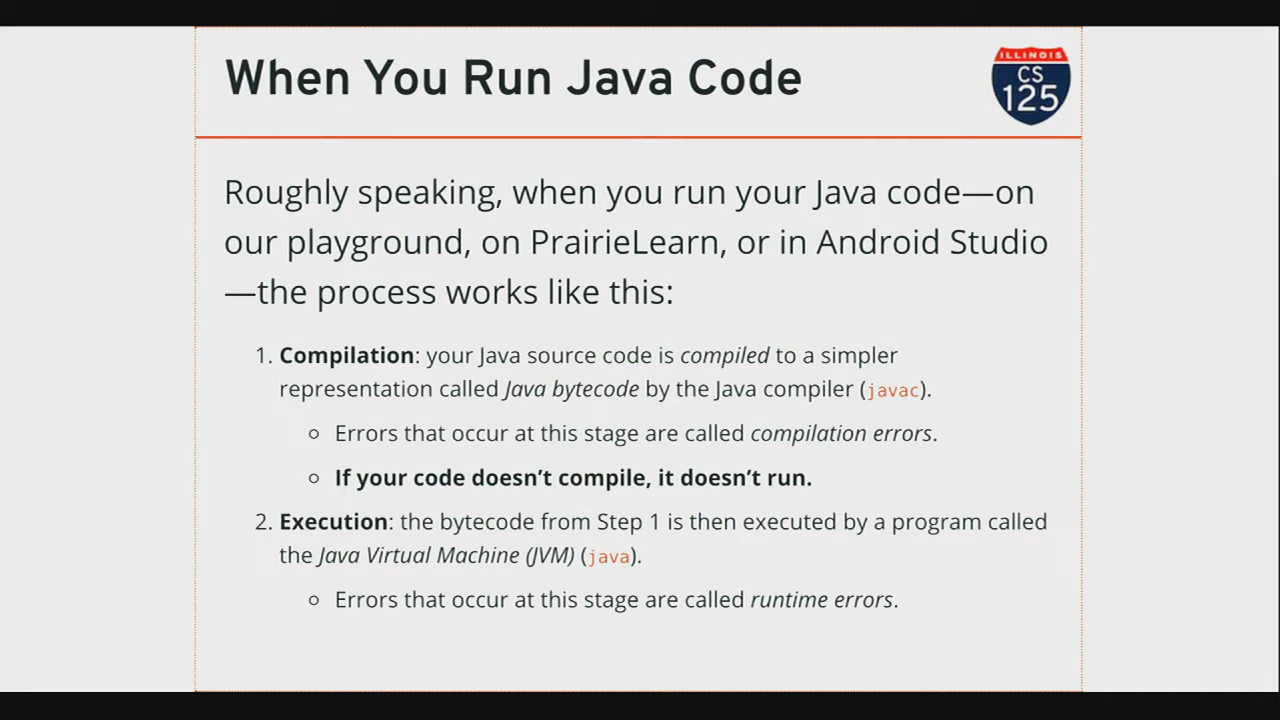 When You Run Java Code
ILLINOIS
CS
125
Roughly speaking, when you run your Java code—on
our playground, on PrairieLearn, or in Android Studio
—the process works like this:
1. Compilation: your Java source code is compiled to a simpler
representation called Java bytecode by the Java compiler (javac).
Errors that occur at this stage are called compilation errors.
If your code doesn’t compile, it doesn’t run.
2. Execution: the bytecode from Step 1 is then executed by a program called
the Java Virtual Machine (JVM) (java).
Errors that occur at this stage are called runtime errors.